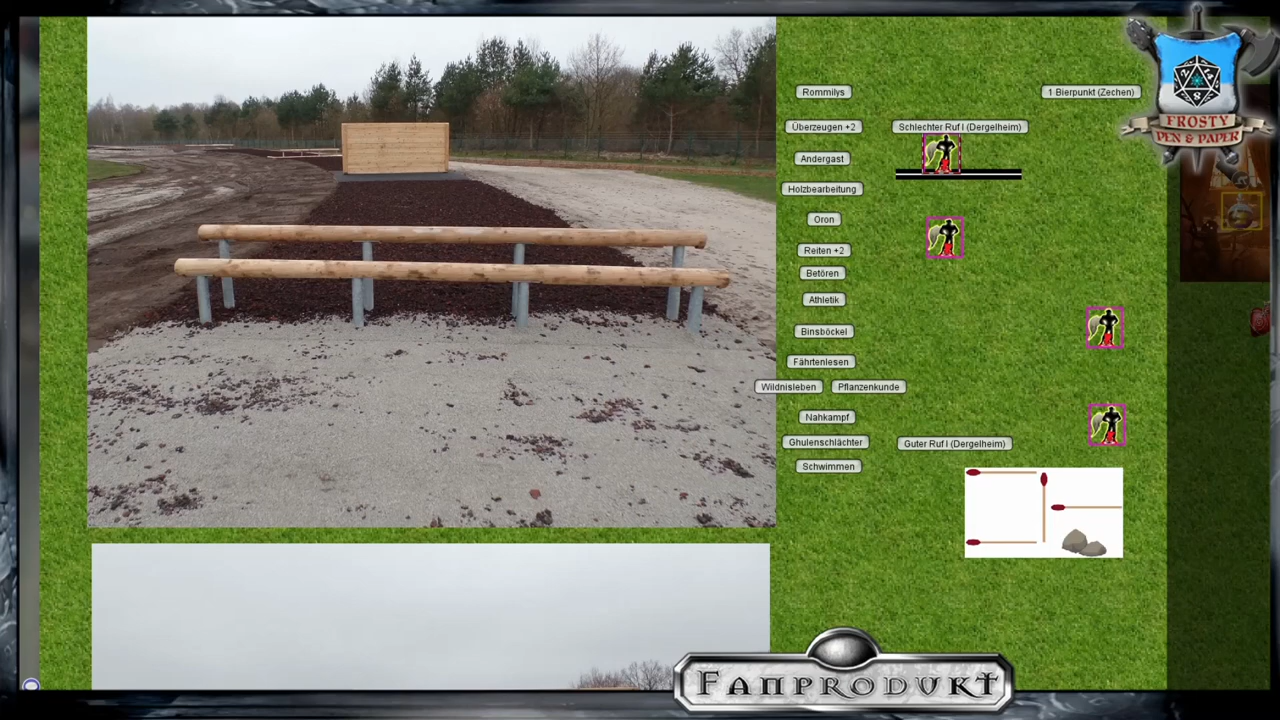 Rommilys
1 Bierpunkt (Zechen)
FROSTY
PEN & PAPER
Überzeugen +2
Schlechter Ruf I (Dergelheim)
Andergast
Holzbearbeitung
Oron
Reiten +2
Betören
Athletik
Binsböckel
Fährtenlesen
Wildnisleben
Pflanzenkunde
Nahkampf
Ghulenschlächter
Guter Ruf I (Dergelheim)
Schwimmen
FANPRODUKT